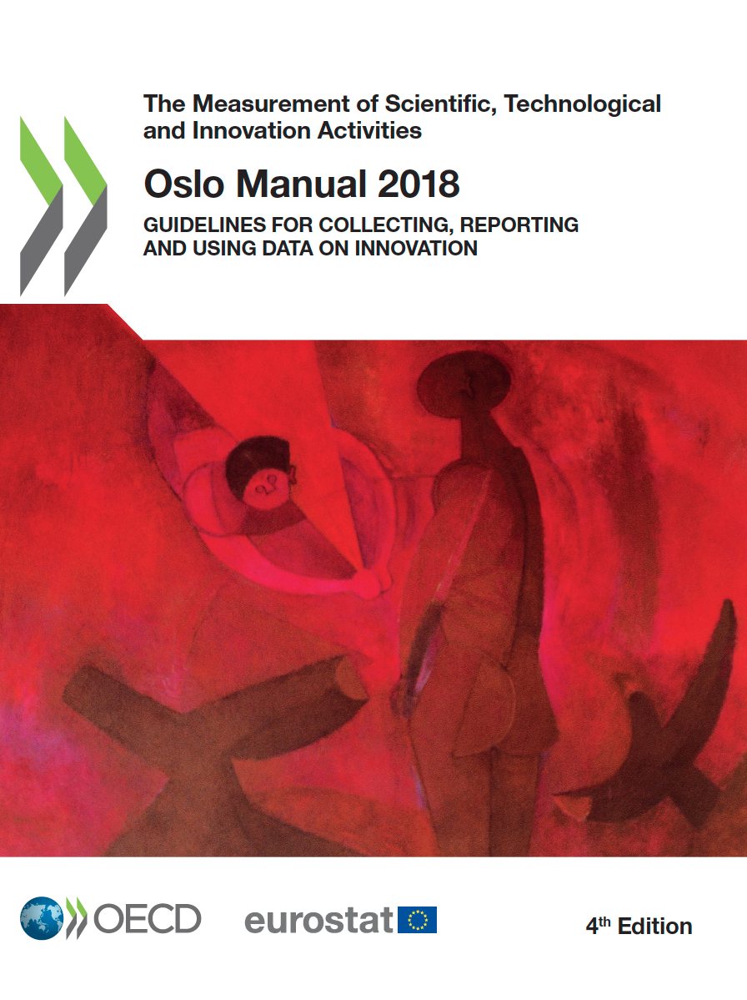 The Measurement of Scientific, Technological
and Innovation Activities
Oslo Manual 2018
GUIDELINES FOR COLLECTING, REPORTING
AND USING DATA ON INNOVATION
OECD
eurostat
4th Edition